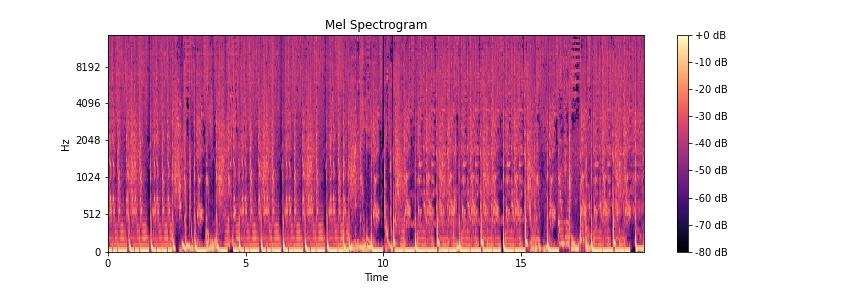 Mel Spectrogram
Hz
8192
4096
2048
1024
512
0
0 5 10 15
Time
+0 dB
-10 dB
-20 dB
-30 dB
-40 dB
-50 dB
-60 dB
-70 dB
-80 dB